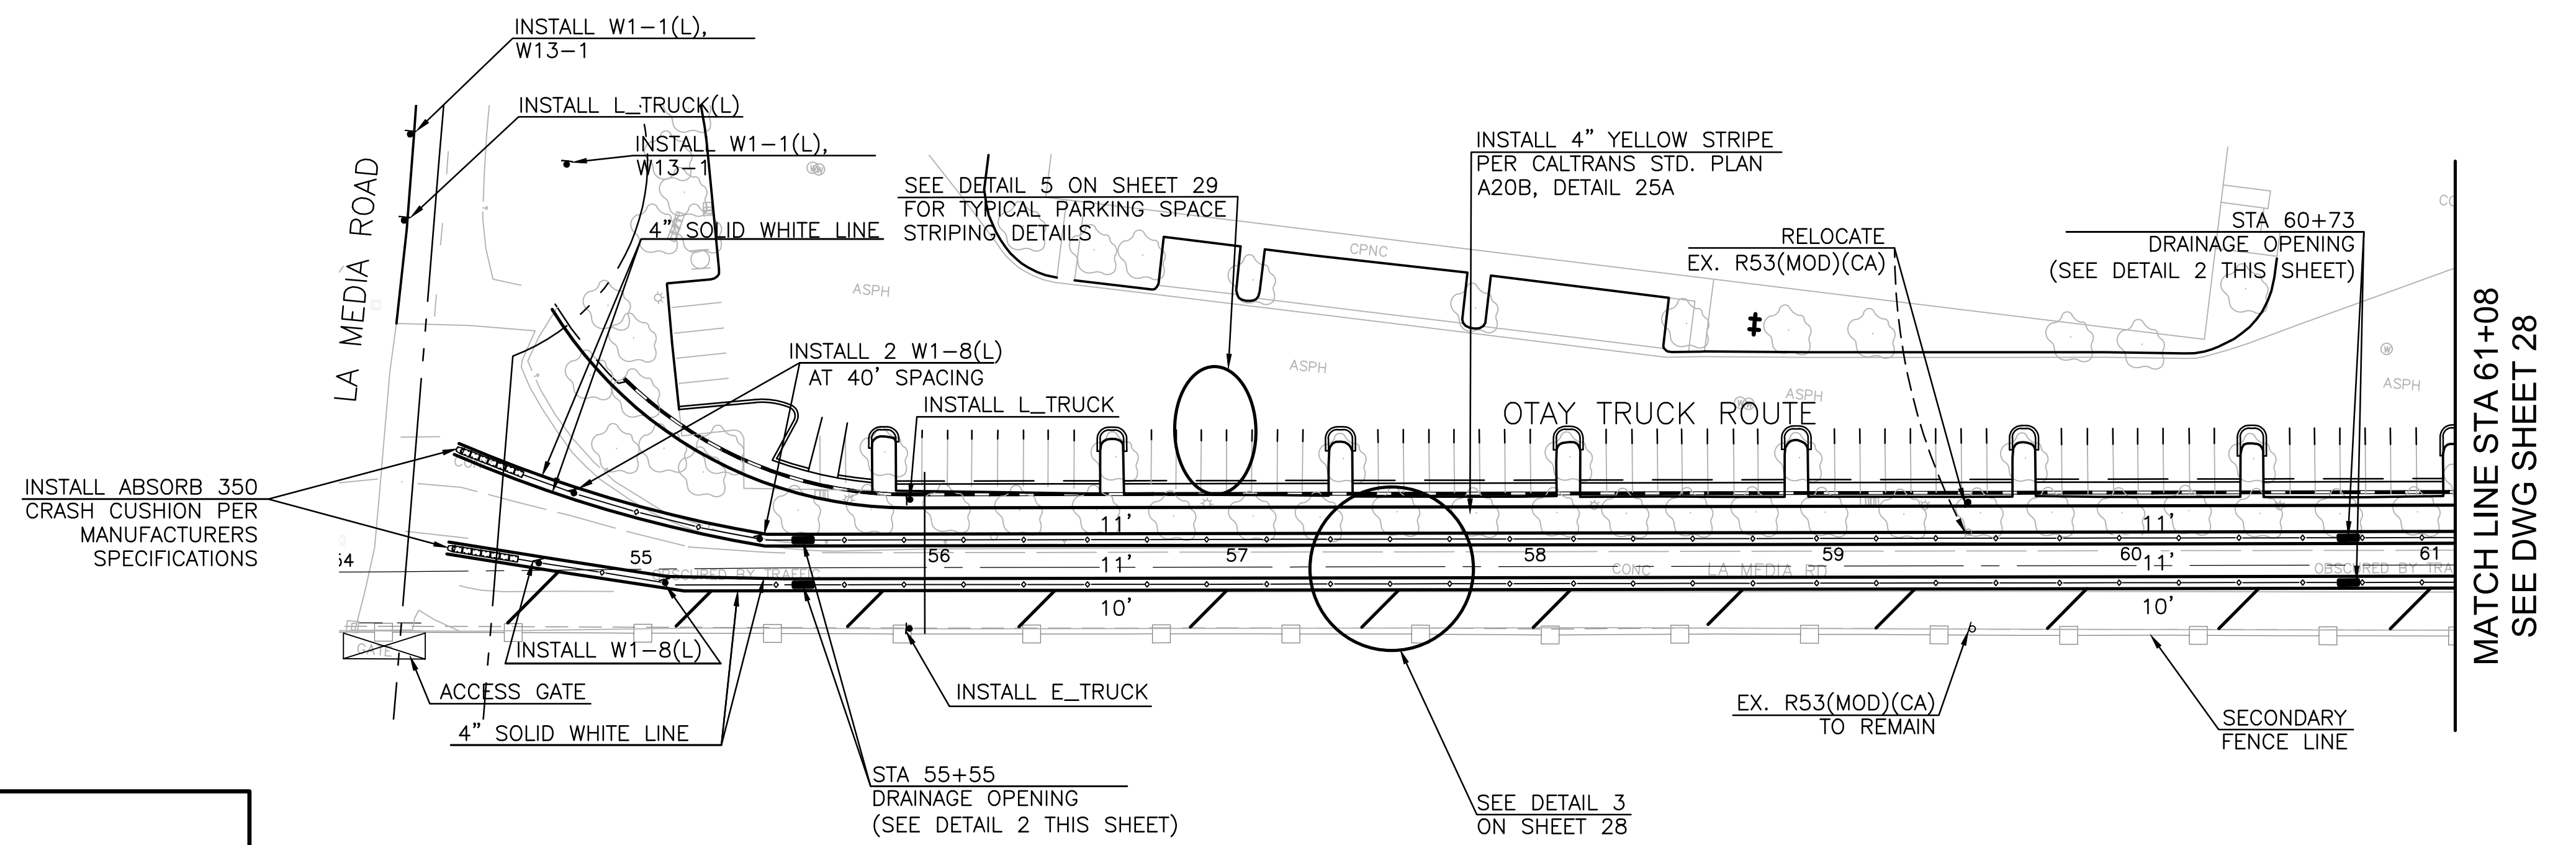 INSTALL W1-1(L),
W13-1
INSTALL L_TRUCK(L)
INSTALL W1-1(L),
W13-1
LA MEDIA ROAD
4" SOLID WHITE LINE
SEE DETAIL 5 ON SHEET 29
FOR TYPICAL PARKING SPACE
STRIPING DETAILS
INSTALL 4" YELLOW STRIPE
PER CALTRANS STD. PLAN
A20B, DETAIL 25A
RELOCATE
EX. R53(MOD)(CA)
STA 60+73
DRAINAGE OPENING
(SEE DETAIL 2 THIS SHEET)
CPNC
ASPH
ASPH
ASPH
ASPH
INSTALL 2 W1-8(L)
AT 40' SPACING
INSTALL L_TRUCK
OTAY TRUCK ROUTE
MATCH LINE STA 61+08
SEE DWG SHEET 28
INSTALL ABSORB 350
CRASH CUSHION PER
MANUFACTURERS
SPECIFICATIONS
11'
11'
55
56
57
58
59
60
61
11'
11'
OBSCURED BY TRAFFIC
CONC
LA MEDIA RD
OBSCURED BY TRA
10'
10'
GATE
INSTALL W1-8(L)
ACCESS GATE
4" SOLID WHITE LINE
INSTALL E_TRUCK
EX. R53(MOD)(CA)
TO REMAIN
SECONDARY
FENCE LINE
STA 55+55
DRAINAGE OPENING
(SEE DETAIL 2 THIS SHEET)
SEE DETAIL 3
ON SHEET 28